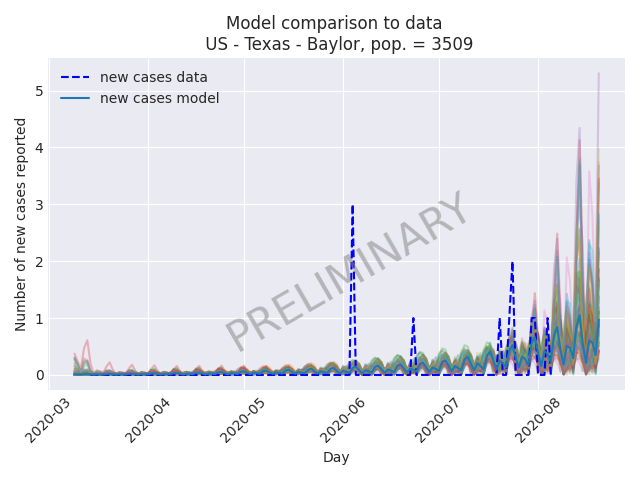 Model comparison to data
US - Texas - Baylor, pop. = 3509
new cases data
new cases model
Number of new cases reported
5
4
3
2
1
0
PRELIMINARY
2020-03
2020-04
2020-05
2020-06
2020-07
2020-08
Day